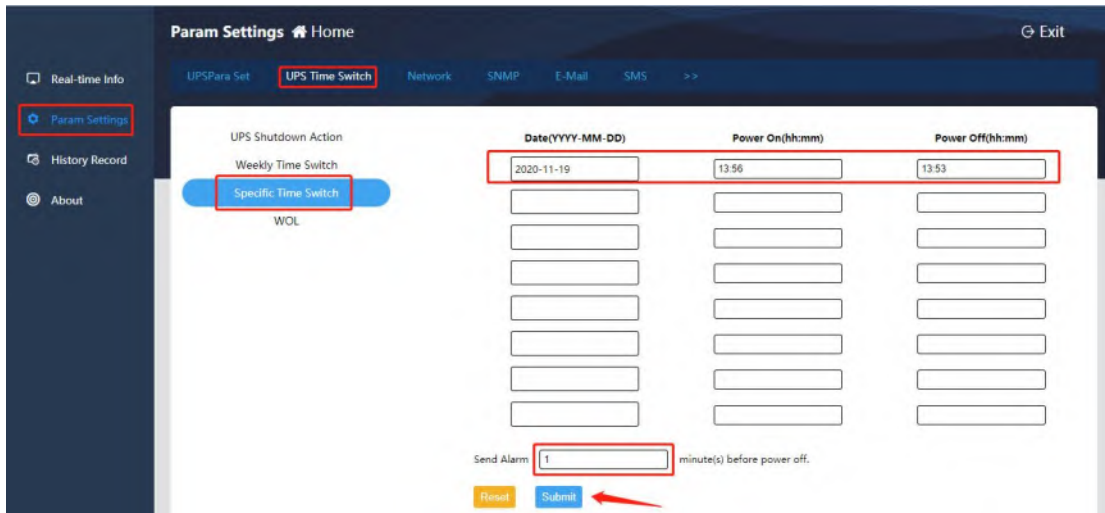 Param Settings Home
Exit
Real-time Info
Param Settings
History Record
About
UPSPara Set UPS Time Switch Network SNMP E-Mail SMS >>
UPS Shutdown Action
Weekly Time Switch
Specific Time Switch
WOL
Date(YYYY-MM-DD) Power On(hh:mm) Power Off(hh:mm)
2020-11-19 13:56 13:53
Send Alarm 1 minute(s) before power off.
Reset Submit